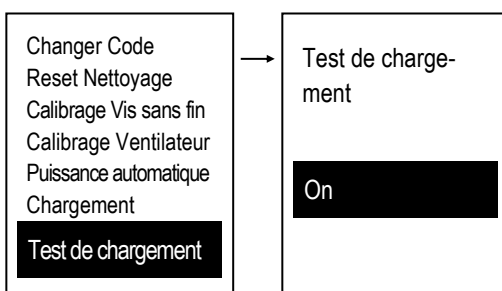 Changer Code
Reset Nettoyage
Calibrage Vis sans fin
Calibrage Ventilateur
Puissance automatique
Chargement
Test de chargement
Test de charge-
ment
On